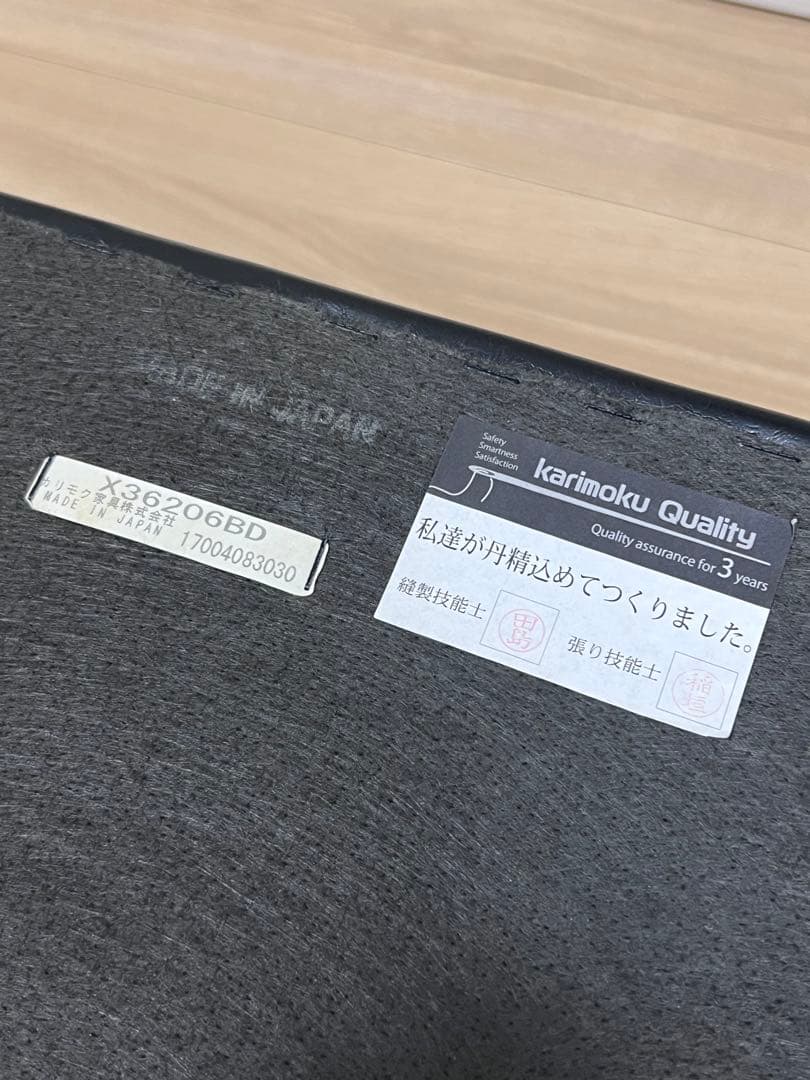 MADE IN JAPAN
X36206BD
カリモク家具株式会社
MADE IN JAPAN 17004083030
Safety
Smartness
Satisfaction
karimoku Quality
Quality assurance for 3 years
私達が丹精込めてつくりました。
縫製技能士 田島 張り技能士 稲垣